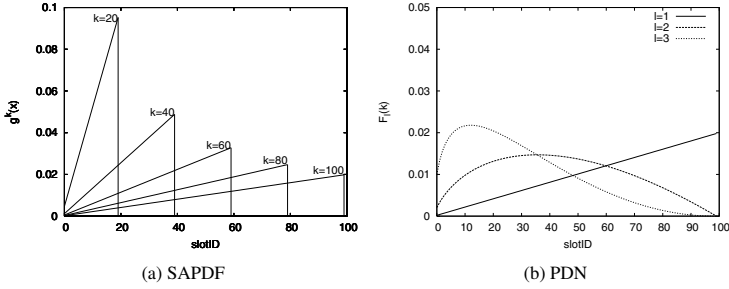 0.1
0.08
0.06
0.04
0.02
0
g^k(x)
k=20
k=40
k=60
k=80
k=100
0 20 40 60 80 100
slotID
(a) SAPDF
0.05
0.04
0.03
0.02
0.01
0
F_l(k)
l=1
l=2
l=3
0 10 20 30 40 50 60 70 80 90 100
slotID
(b) PDN